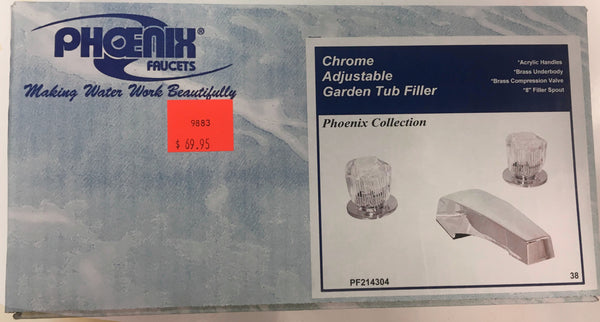 PHOENIX®
FAUCETS
Making Water Work Beautifully
9883
$ 69.95
Chrome
Adjustable
Garden Tub Filler
*Acrylic Handles
*Brass Underbody
*Brass Compression Valve
*8" Filler Spout
Phoenix Collection
PF214304
38